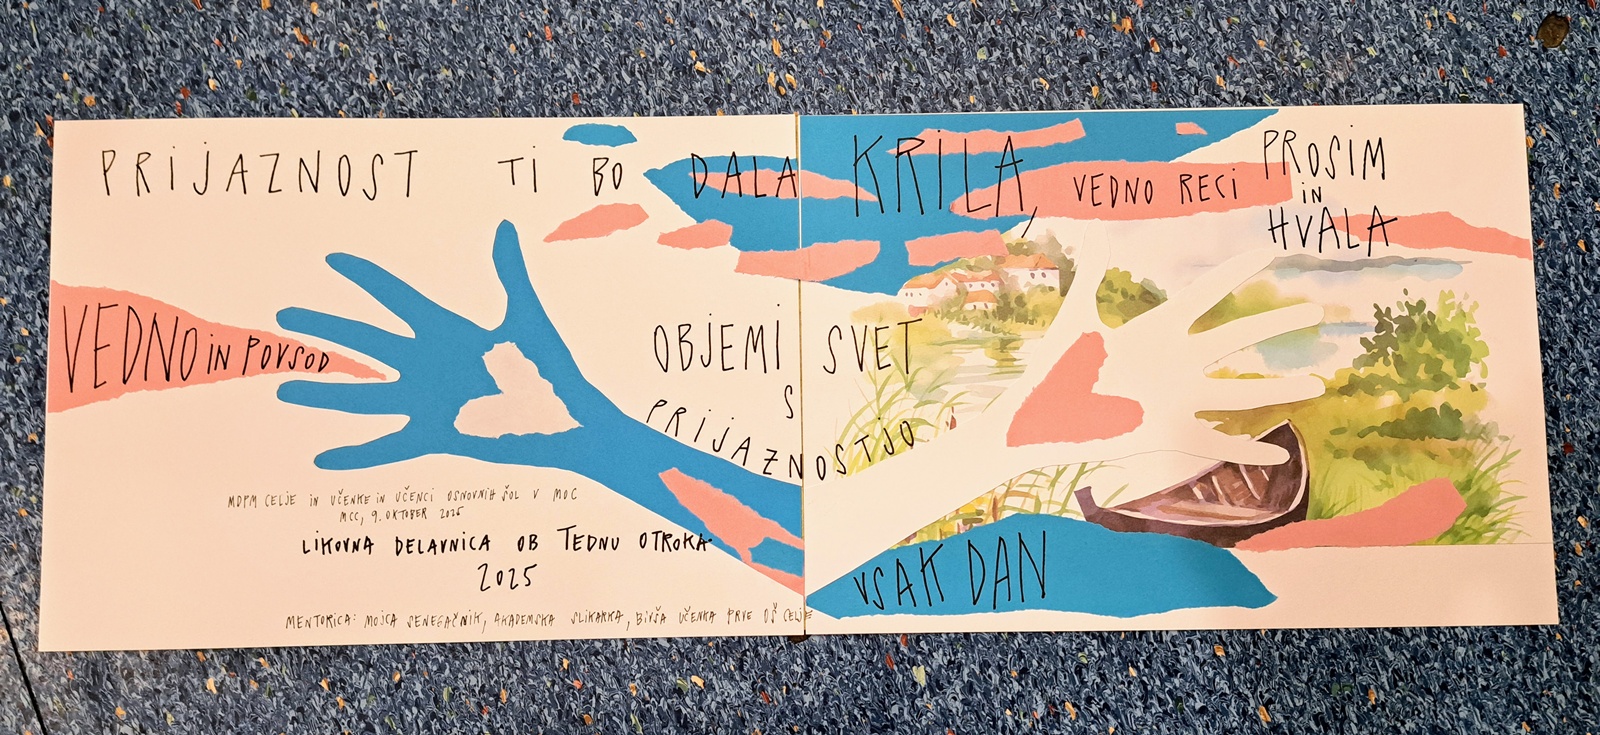 PRIJAZNOST TI BO DALA KRILA, VEDNO RECI PROSIM
IN
HVALA
VEDNO IN POVSOD
OBJEMI SVET
S
PRIJAZNOSTJO
VSAK DAN
MDPM CELJE IN UČENKE IN UČENCI OSNOVNIH ŠOL V MOC
MCC, 9. OKTOBER 2025
LIKOVNA DELAVNICA OB TEDNU OTROKA
2025
MENTORICA: MOJCA SENEGAČNIK, AKADEMSKA SLIKARKA, BIVŠA UČENKA PRVE OŠ CELJE